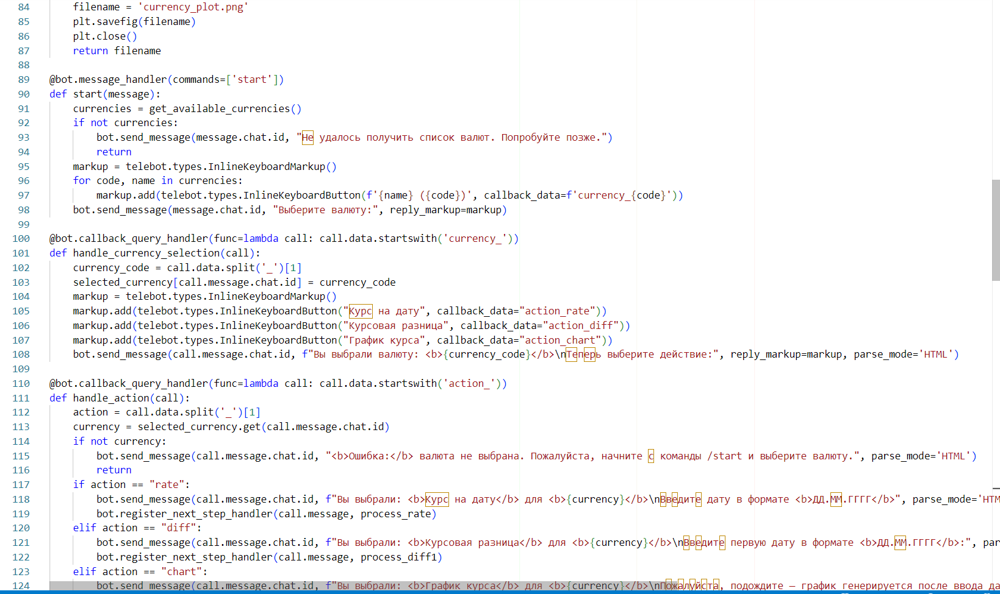 84 filename = 'currency_plot.png'
85 plt.savefig(filename)
86 plt.close()
87 return filename
88
89 @bot.message_handler(commands=['start'])
90 def start(message):
91 currencies = get_available_currencies()
92 if not currencies:
93 bot.send_message(message.chat.id, "Не удалось получить список валют. Попробуйте позже.")
94 return
95 markup = telebot.types.InlineKeyboardMarkup()
96 for code, name in currencies:
97 markup.add(telebot.types.InlineKeyboardButton(f'{name} ({code})', callback_data=f'currency_{code}'))
98 bot.send_message(message.chat.id, "Выберите валюту:", reply_markup=markup)
99
100 @bot.callback_query_handler(func=lambda call: call.data.startswith('currency_'))
101 def handle_currency_selection(call):
102 currency_code = call.data.split('_')[1]
103 selected_currency[call.message.chat.id] = currency_code
104 markup = telebot.types.InlineKeyboardMarkup()
105 markup.add(telebot.types.InlineKeyboardButton("Курс на дату", callback_data="action_rate"))
106 markup.add(telebot.types.InlineKeyboardButton("Курсовая разница", callback_data="action_diff"))
107 markup.add(telebot.types.InlineKeyboardButton("График курса", callback_data="action_chart"))
108 bot.send_message(call.message.chat.id, f"Вы выбрали валюту: <b>{currency_code}</b>\nТеперь выберите действие:", reply_markup=markup, parse_mode='HTML')
109
110 @bot.callback_query_handler(func=lambda call: call.data.startswith('action_'))
111 def handle_action(call):
112 action = call.data.split('_')[1]
113 currency = selected_currency.get(call.message.chat.id)
114 if not currency:
115 bot.send_message(call.message.chat.id, "<b>Ошибка:</b> валюта не выбрана. Пожалуйста, начните с команды /start и выберите валюту.", parse_mode='HTML')
116 return
117 if action == "rate":
118 bot.send_message(call.message.chat.id, f"Вы выбрали: <b>Курс на дату</b> для <b>{currency}</b>\nВведите дату в формате <b>ДД.ММ.ГГГГ</b>", parse_mode='HTM
119 bot.register_next_step_handler(call.message, process_rate)
120 elif action == "diff":
121 bot.send_message(call.message.chat.id, f"Вы выбрали: <b>Курсовая разница</b> для <b>{currency}</b>\nВведите первую дату в формате <b>ДД.ММ.ГГГГ</b>:", par
122 bot.register_next_step_handler(call.message, process_diff1)
123 elif action == "chart":
124 bot.send_message(call.message.chat.id, f"Вы выбрали: <b>График курса</b> для <b>{currency}</b>\nПожалуйста, подождите — график генерируется после ввода да